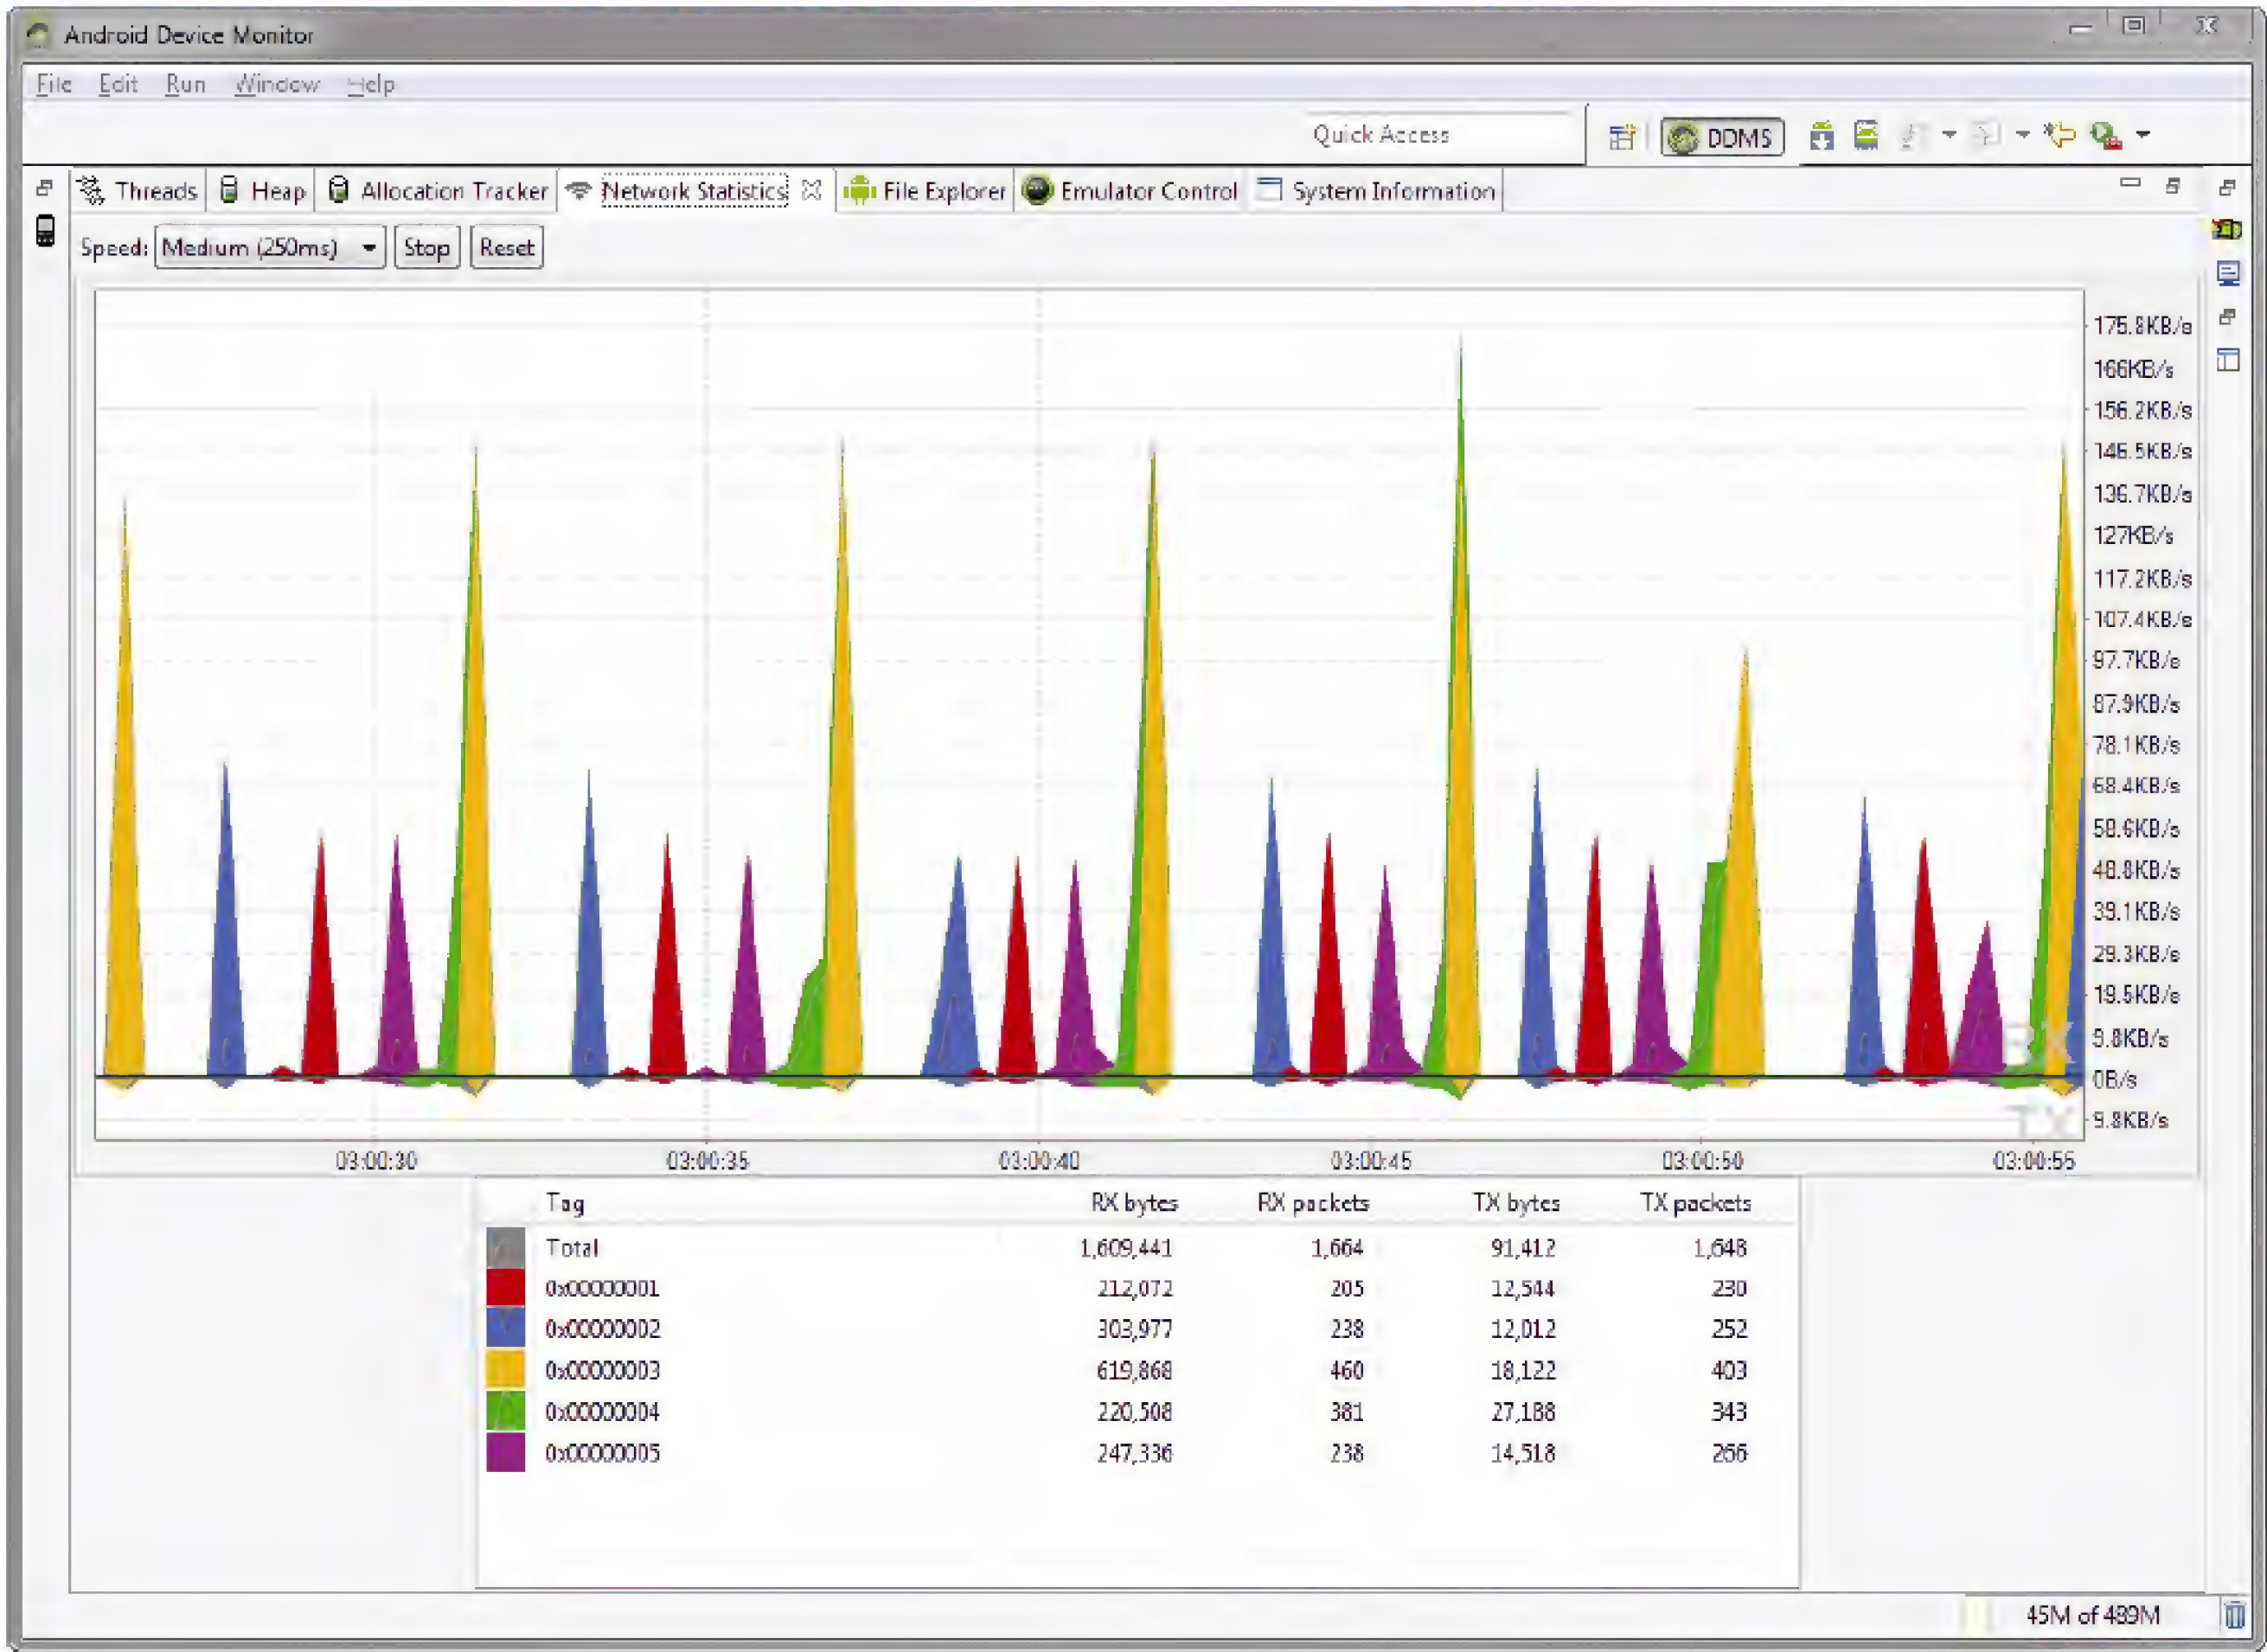 Android Device Monitor
File Edit Run Window Help
Quick Access DDMS
Threads Heap Allocation Tracker Network Statistics File Explorer Emulator Control System Information
Speed: Medium (250ms) Stop Reset
175.8KB/s
166KB/s
156.2KB/s
146.5KB/s
136.7KB/s
127KB/s
117.2KB/s
107.4KB/s
97.7KB/s
87.9KB/s
78.1KB/s
68.4KB/s
58.6KB/s
48.8KB/s
39.1KB/s
29.3KB/s
19.5KB/s
RX
9.8KB/s
0B/s
TX
9.8KB/s
03:00:30 03:00:35 03:00:40 03:00:45 03:00:50 03:00:55
Tag RX bytes RX packets TX bytes TX packets
Total 1,609,441 1,664 91,412 1,648
0x00000001 212,072 205 12,544 230
0x00000002 303,977 238 12,012 252
0x00000003 619,868 460 18,122 403
0x00000004 220,508 381 27,188 343
0x00000005 247,336 238 14,518 266
45M of 489M